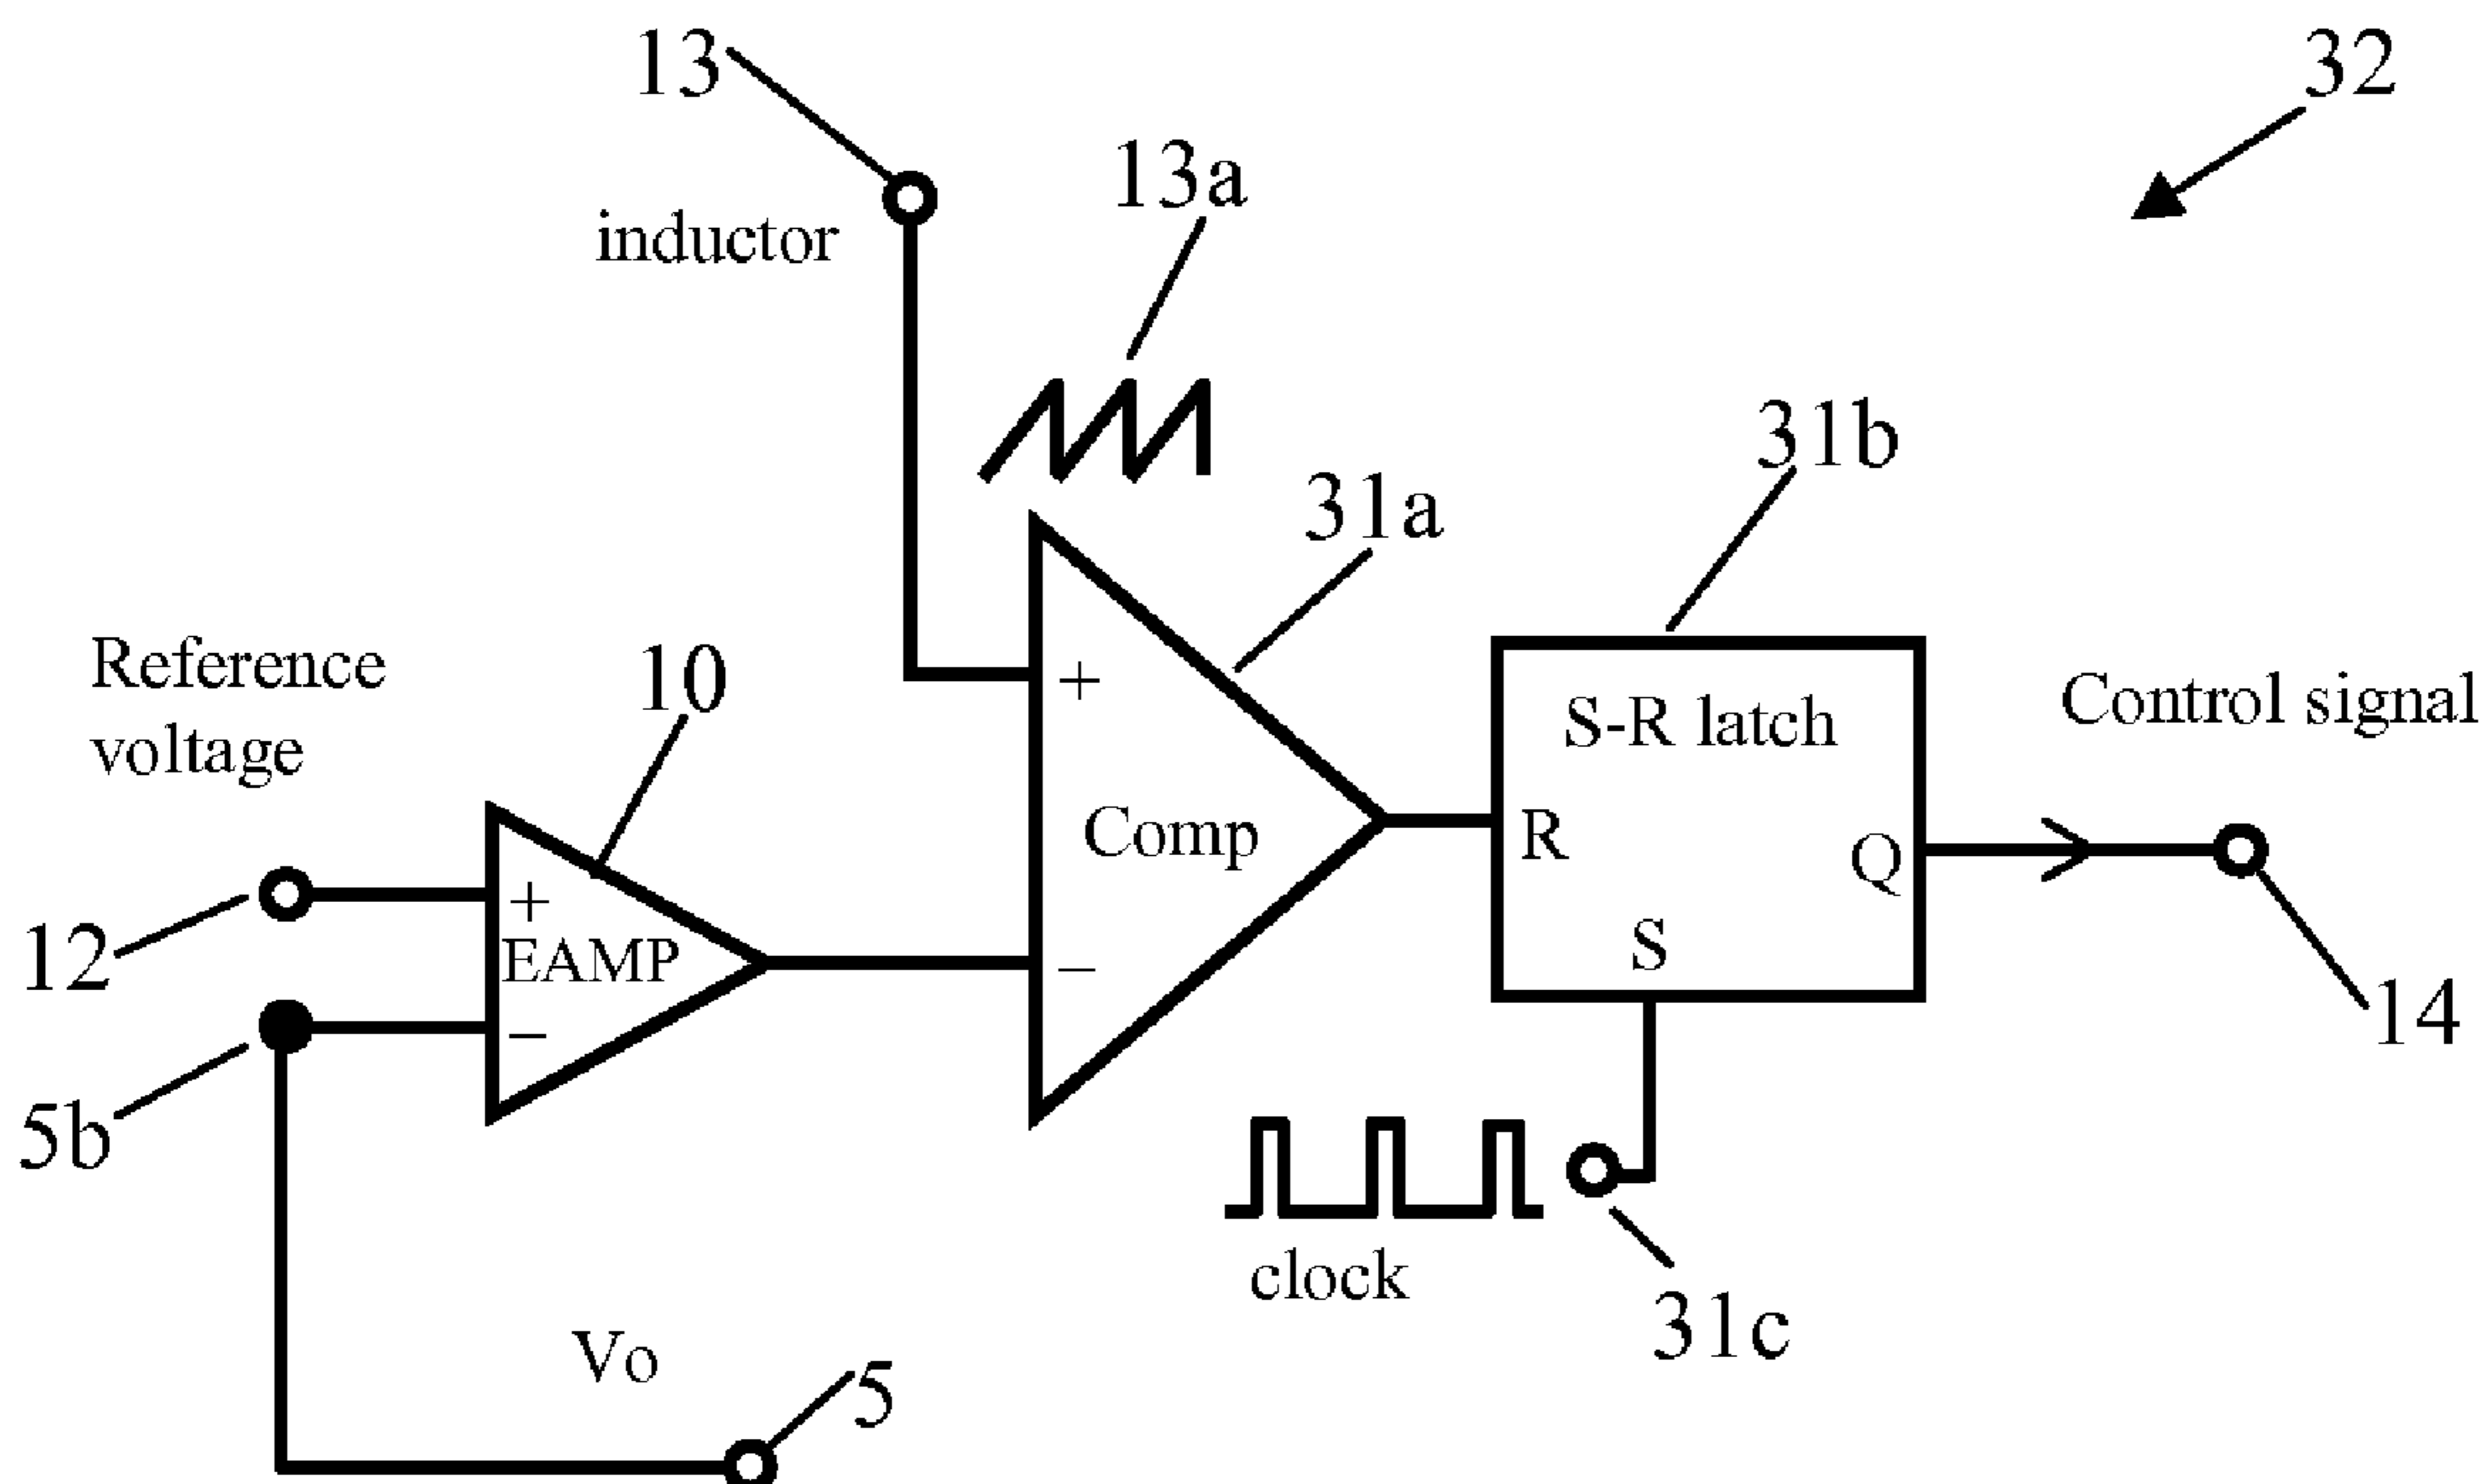 13
32
13a
inductor
31b
31a
Reference
voltage
10
+
S-R latch
Control signal
Comp
R
Q
+
EAMP
12
−
S
−
14
5b
clock
31c
Vo
5